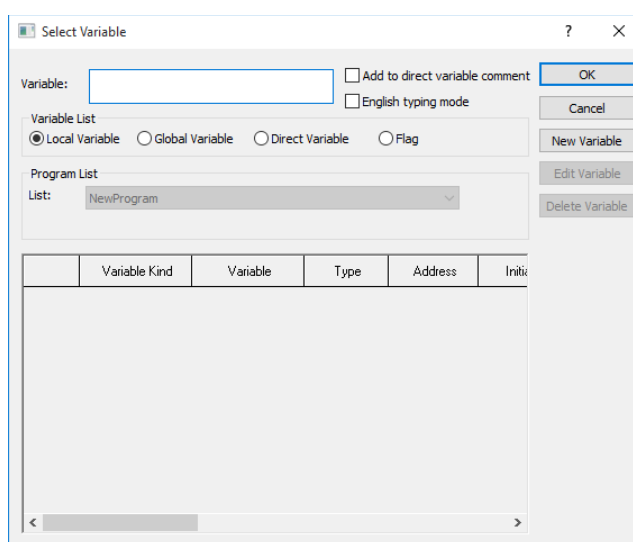 Select Variable ? X
Variable: Add to direct variable comment OK
English typing mode Cancel
Variable List
Local Variable Global Variable Direct Variable Flag New Variable
Program List Edit Variable
List: NewProgram Delete Variable
Variable Kind Variable Type Address Initia